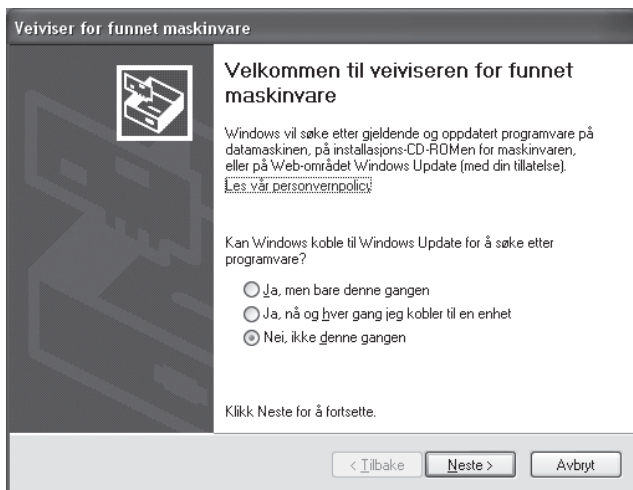 Veiviser for funnet maskinvare
Velkommen til veiviseren for funnet
maskinvare
Windows vil søke etter gjeldende og oppdatert programvare på
datamaskinen, på installasjons-CD-ROMen for maskinvaren,
eller på Web-området Windows Update (med din tillatelse).
Les vår personvernpolicy
Kan Windows koble til Windows Update for å søke etter
programvare?
Ja, men bare denne gangen
Ja, nå og hver gang jeg kobler til en enhet
Nei, ikke denne gangen
Klikk Neste for å fortsette.
< Tilbake
Neste >
Avbryt